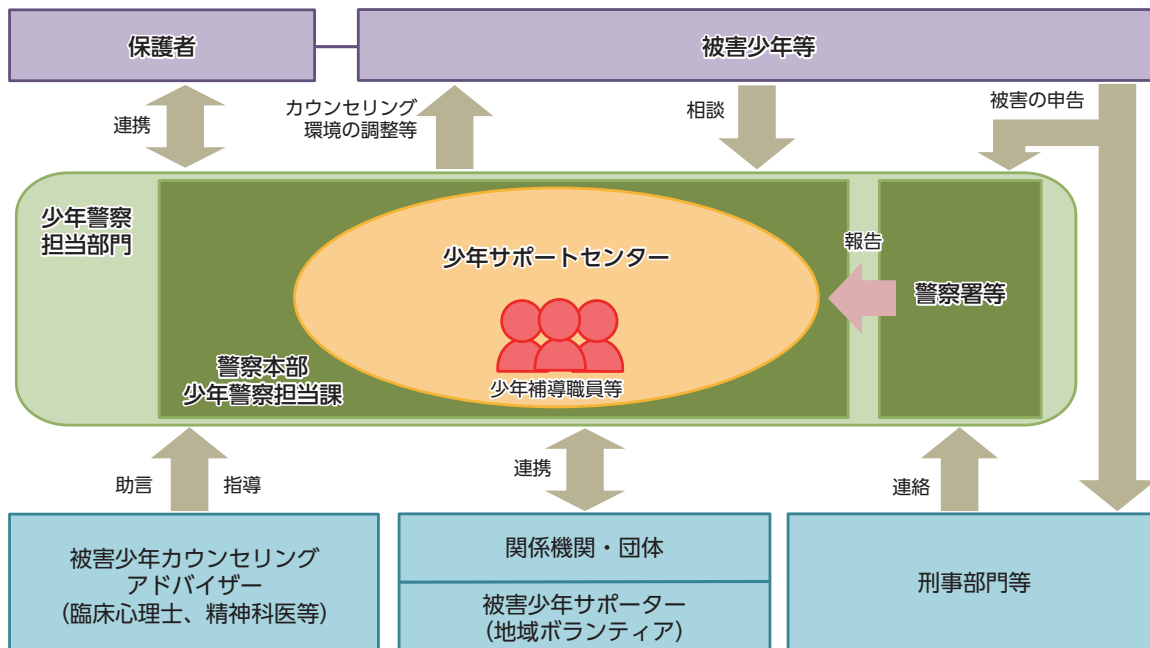 保護者
被害少年等
連携
カウンセリング
環境の調整等
相談
被害の申告
少年警察
担当部門
少年サポートセンター
報告
警察署等
警察本部
少年警察担当課
少年補導職員等
助言
指導
連携
連絡
被害少年カウンセリング
アドバイザー
（臨床心理士、精神科医等）
関係機関・団体
被害少年サポーター
（地域ボランティア）
刑事部門等